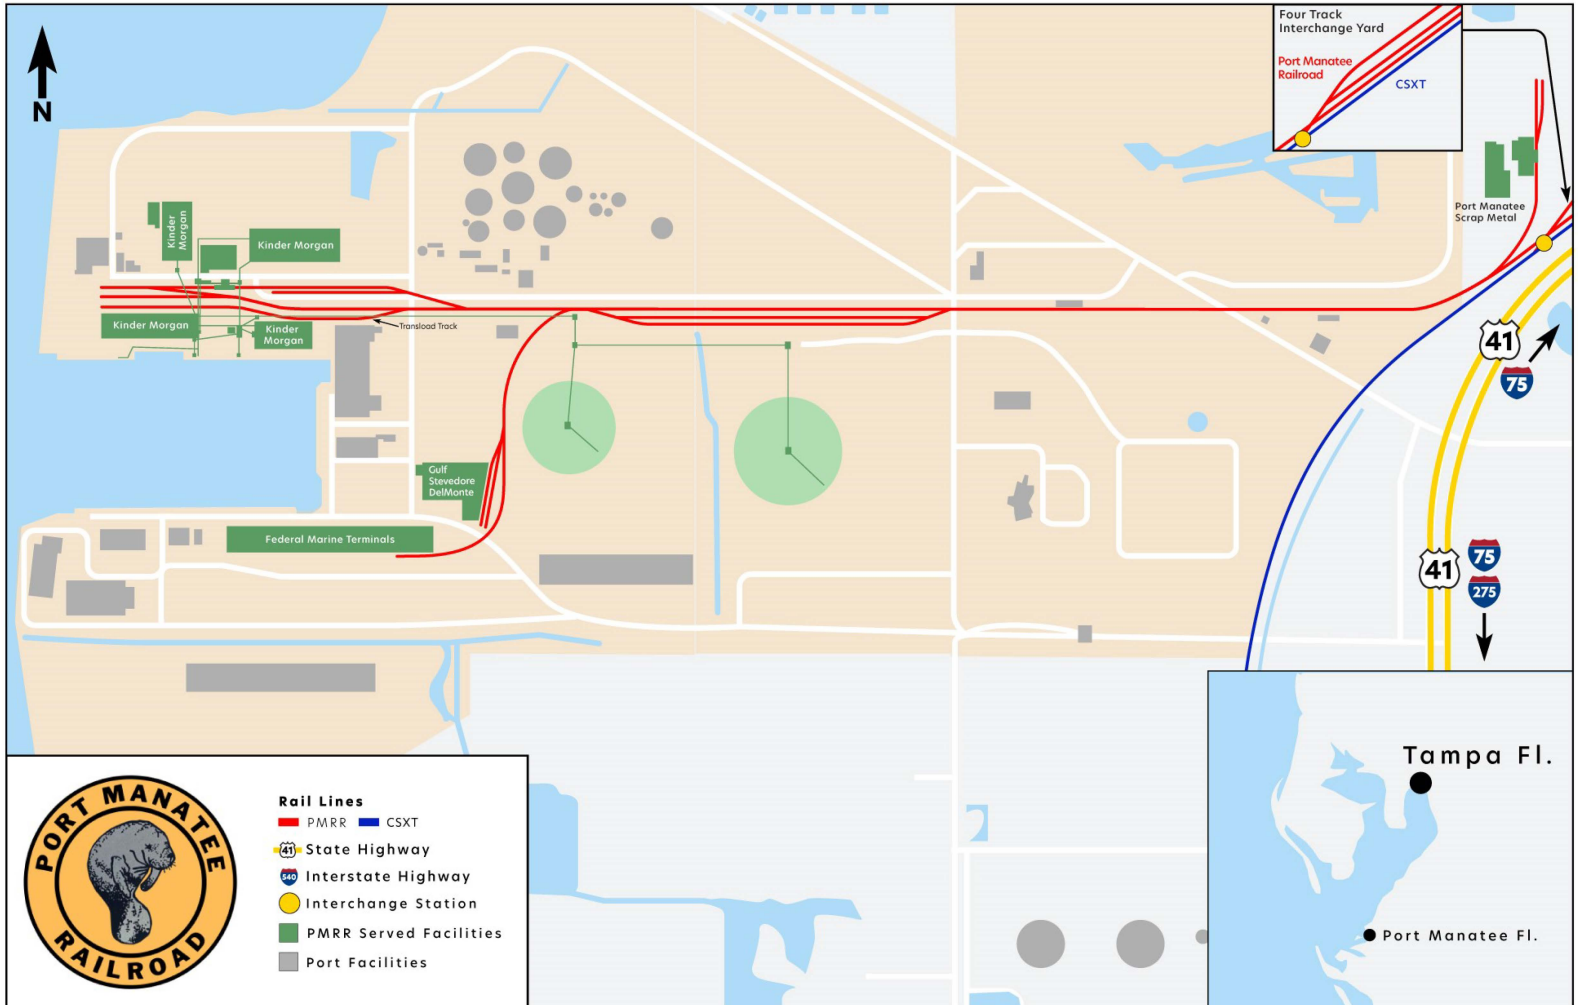 N
Four Track
Interchange Yard
Port Manatee
Railroad
CSXT
Port Manatee
Scrap Metal
Kinder
Morgan
Kinder Morgan
Kinder Morgan
Kinder
Morgan
Transload Track
41
75
Gulf
Stevedore
DelMonte
Federal Marine Terminals
41
75
275
Tampa Fl.
Port Manatee Fl.
PORT MANATEE
RAILROAD
Rail Lines
PMRR CSXT
41 State Highway
540 Interstate Highway
Interchange Station
PMRR Served Facilities
Port Facilities